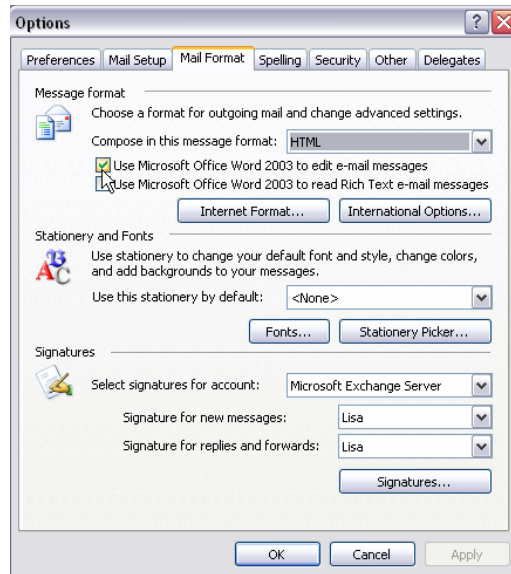 Options
Preferences Mail Setup Mail Format Spelling Security Other Delegates
Message format
Choose a format for outgoing mail and change advanced settings.
Compose in this message format: HTML
Use Microsoft Office Word 2003 to edit e-mail messages
Use Microsoft Office Word 2003 to read Rich Text e-mail messages
Internet Format... International Options...
Stationery and Fonts
Use stationery to change your default font and style, change colors,
and add backgrounds to your messages.
Use this stationery by default: <None>
Fonts... Stationery Picker...
Signatures
Select signatures for account: Microsoft Exchange Server
Signature for new messages: Lisa
Signature for replies and forwards: Lisa
Signatures...
OK Cancel Apply